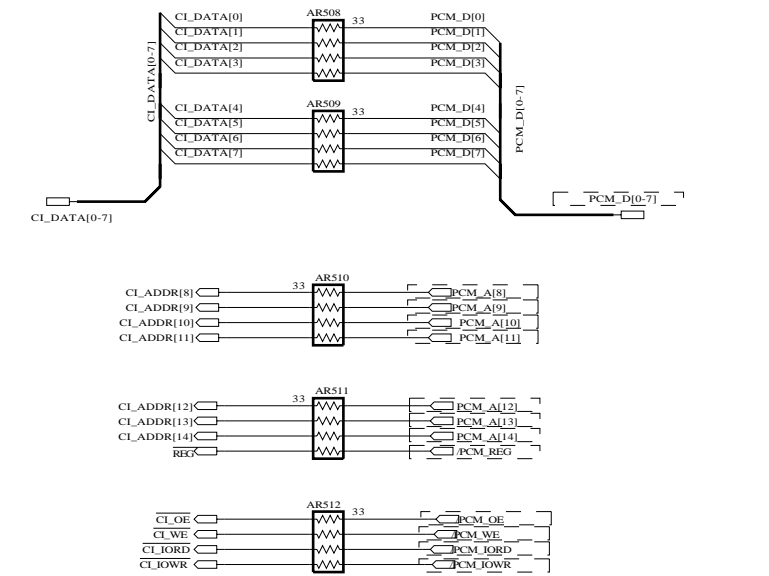 AR508
CI_DATA[0] 33 PCM_D[0]
CI_DATA[1] PCM_D[1]
CI_DATA[2] PCM_D[2]
CI_DATA[3] PCM_D[3]
CI_DATA[0-7]
AR509
CI_DATA[4] 33 PCM_D[4]
CI_DATA[5] PCM_D[5]
CI_DATA[6] PCM_D[6]
CI_DATA[7] PCM_D[7]
PCM_D[0-7]
PCM_D[0-7]
CI_DATA[0-7]
AR510
33
CI_ADDR[8] PCM_A[8]
CI_ADDR[9] PCM_A[9]
CI_ADDR[10] PCM_A[10]
CI_ADDR[11] PCM_A[11]
AR511
33
CI_ADDR[12] PCM_A[12]
CI_ADDR[13] PCM_A[13]
CI_ADDR[14] PCM_A[14]
REG /PCM_REG
AR512
33
CI_OE /PCM_OE
CI_WE /PCM_WE
CI_IORD /PCM_IORD
CI_IOWR /PCM_IOWR